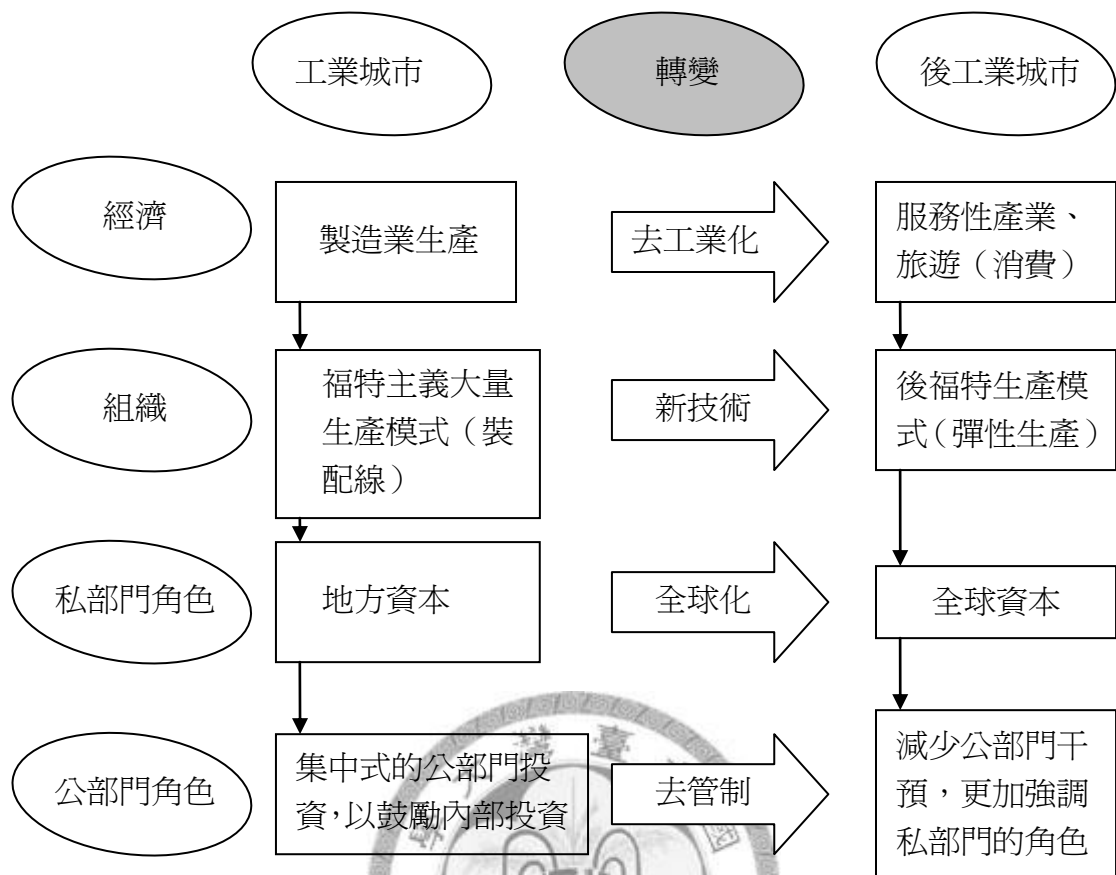 工業城市
轉變
後工業城市
經濟
製造業生產
去工業化
服務性產業、
旅遊（消費）
組織
福特主義大量
生產模式（裝
配線）
新技術
後福特生產模
式（彈性生產）
私部門角色
地方資本
全球化
全球資本
公部門角色
集中式的公部門投
資，以鼓勵內部投資
去管制
減少公部門干
預，更加強調
私部門的角色
灣臺
國